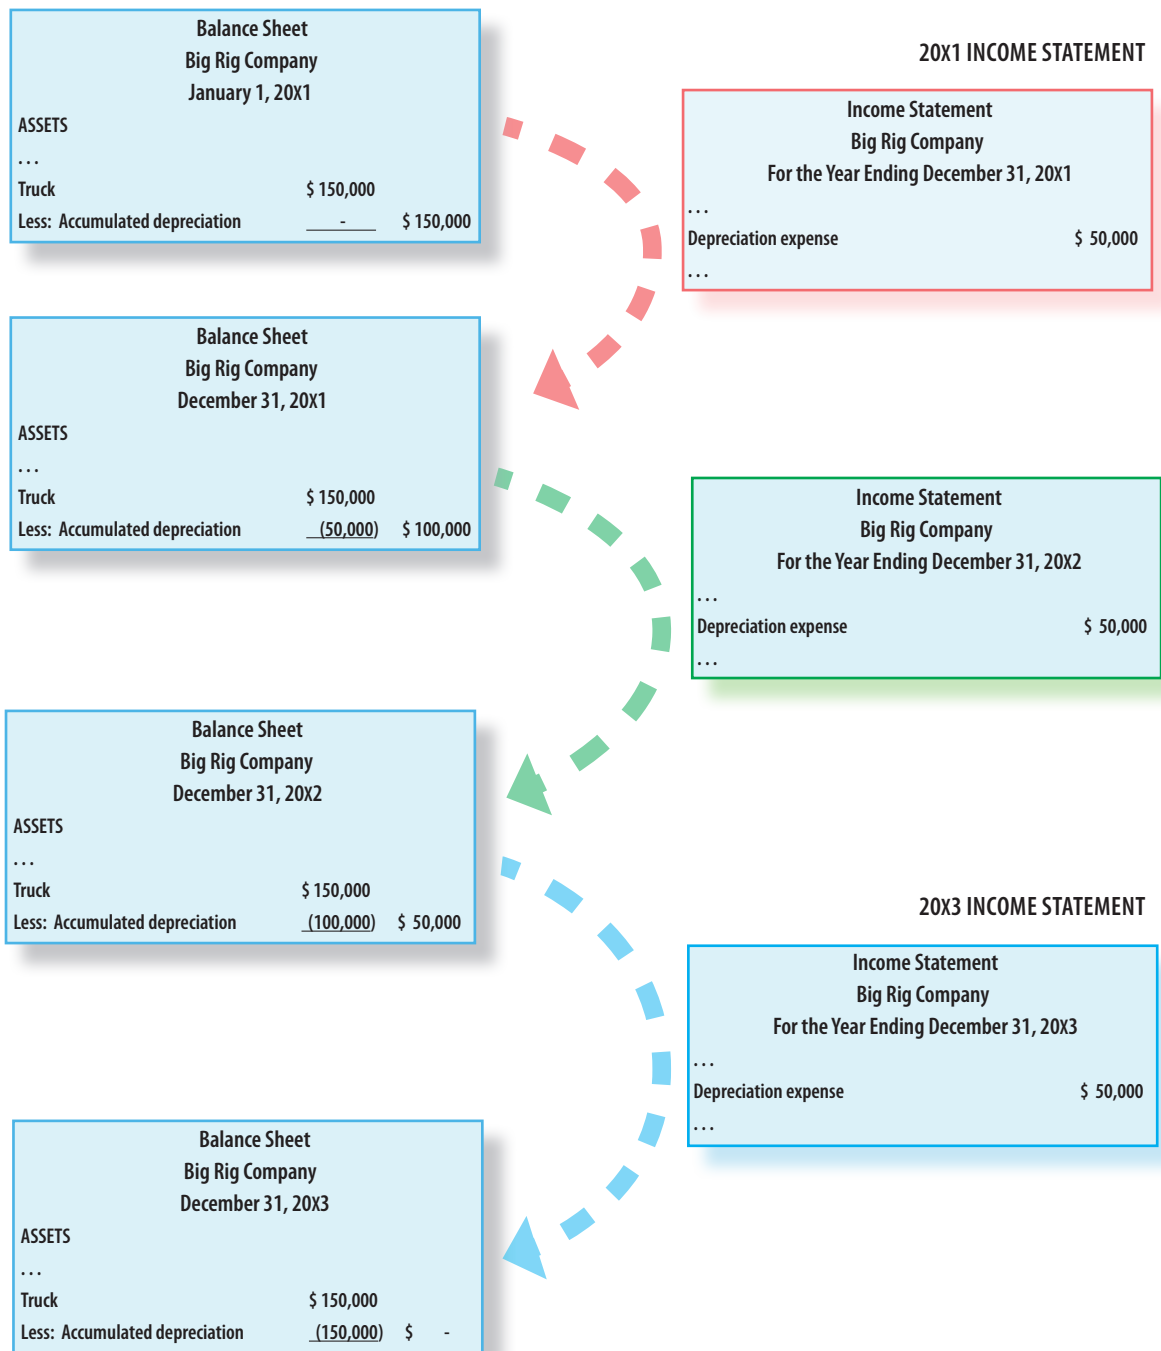 Balance Sheet
Big Rig Company
January 1, 20X1
ASSETS
. . .
Truck $ 150,000
Less: Accumulated depreciation - $ 150,000
20X1 INCOME STATEMENT
Income Statement
Big Rig Company
For the Year Ending December 31, 20X1
. . .
Depreciation expense $ 50,000
. . .
Balance Sheet
Big Rig Company
December 31, 20X1
ASSETS
. . .
Truck $ 150,000
Less: Accumulated depreciation (50,000) $ 100,000
Income Statement
Big Rig Company
For the Year Ending December 31, 20X2
. . .
Depreciation expense $ 50,000
. . .
Balance Sheet
Big Rig Company
December 31, 20X2
ASSETS
. . .
Truck $ 150,000
Less: Accumulated depreciation (100,000) $ 50,000
20X3 INCOME STATEMENT
Income Statement
Big Rig Company
For the Year Ending December 31, 20X3
. . .
Depreciation expense $ 50,000
. . .
Balance Sheet
Big Rig Company
December 31, 20X3
ASSETS
. . .
Truck $ 150,000
Less: Accumulated depreciation (150,000) $ -